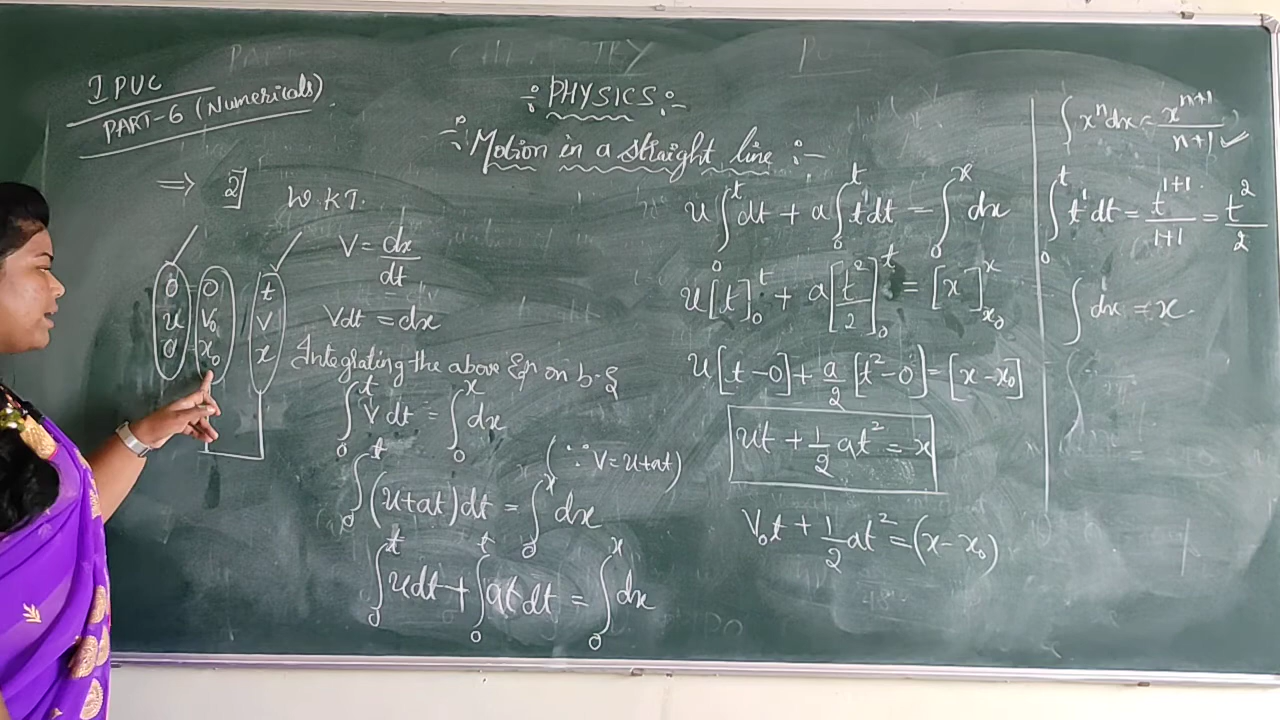 I PUC
PART-6 (Numericals)
:PHYSICS:-
Motion in a straight line :-
⇒ 2]
W.K.T.
V = dx/dt
Vdt = dx
Integrating the above Eqn on b.s
∫₀ᵗ V dt = ∫₀ˣ dx
(∵ V = u+at)
∫₀ᵗ (u+at)dt = ∫₀ˣ dx
∫₀ᵗ udt + ∫₀ᵗ at dt = ∫₀ˣ dx
0 0 t
u V₀ V
0 x₀ x
u∫₀ᵗ dt + a∫₀ᵗ t¹dt = ∫₀ˣ dx
u[t]₀ᵗ + a[t²/2]₀ᵗ = [x]ₓ₀ˣ
u[t-0] + a/2 [t²-0] = [x-x₀]
ut + 1/2 at² = x
V₀t + 1/2 at² = (x-x₀)
∫xⁿdx = xⁿ⁺¹/n+1 ✓
∫₀ᵗ t¹dt = t¹⁺¹/1+1 = t²/2
∫dx = x.